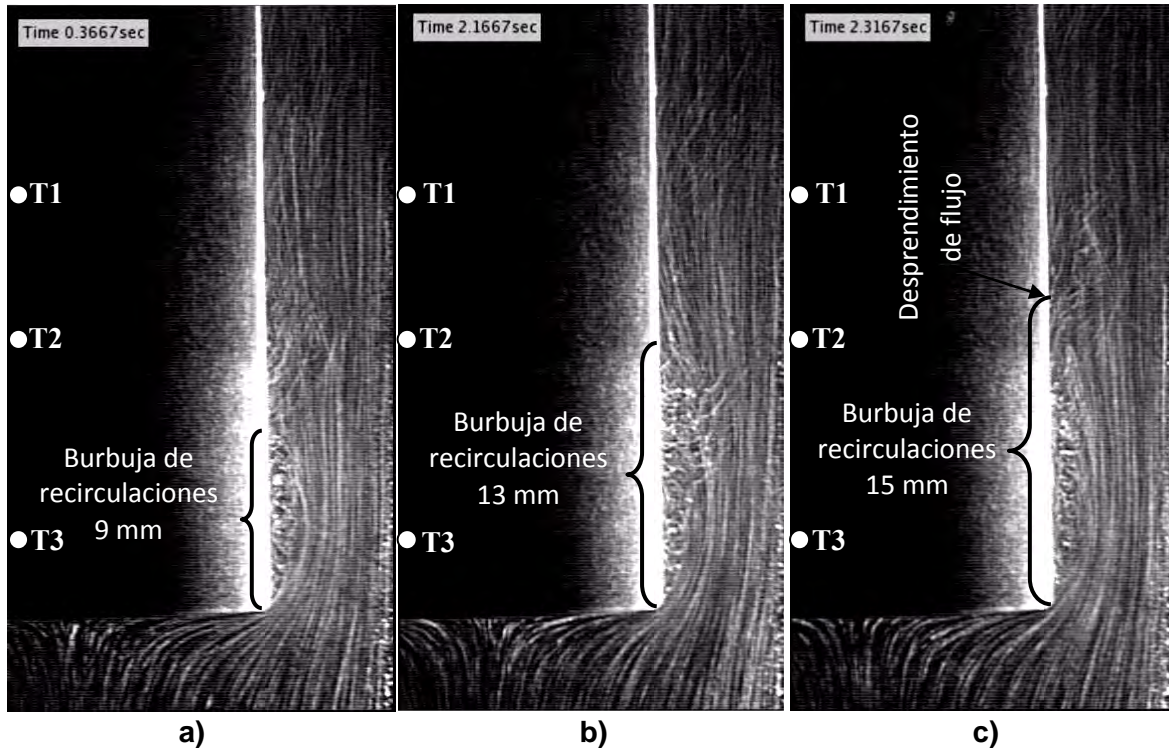 Time 0.3667sec
T1
T2
Burbuja de
recirculaciones
9 mm
T3
a)
Time 2.1667sec
T1
T2
Burbuja de
recirculaciones
13 mm
T3
b)
Time 2.3167sec
Desprendimiento
de flujo
T1
T2
Burbuja de
recirculaciones
15 mm
T3
c)